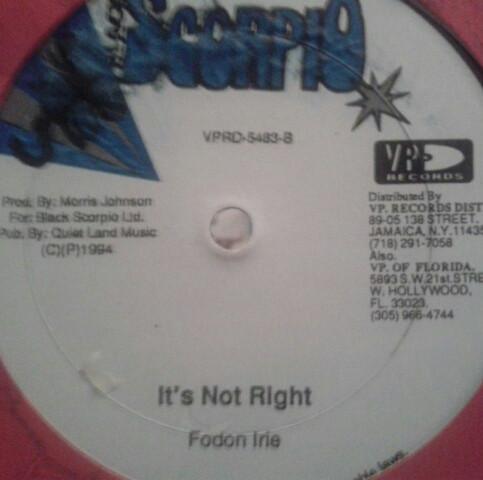 SCORPIO
VPRD-5483-B
VP
RECORDS
Prod. By: Morris Johnson
For: Black Scorpio Ltd.
Pub. By: Quiet Land Music
(C)(P)1994
Distributed By
VP. RECORDS DIST
89-05 138 STREET,
JAMAICA, N.Y. 11435
(718) 291-7058
Also.
VP. OF FLORIDA,
5893 S.W. 21st. STRE
W. HOLLYWOOD,
FL. 33023.
(305) 966-4744
It's Not Right
Fodon Irie
laws.